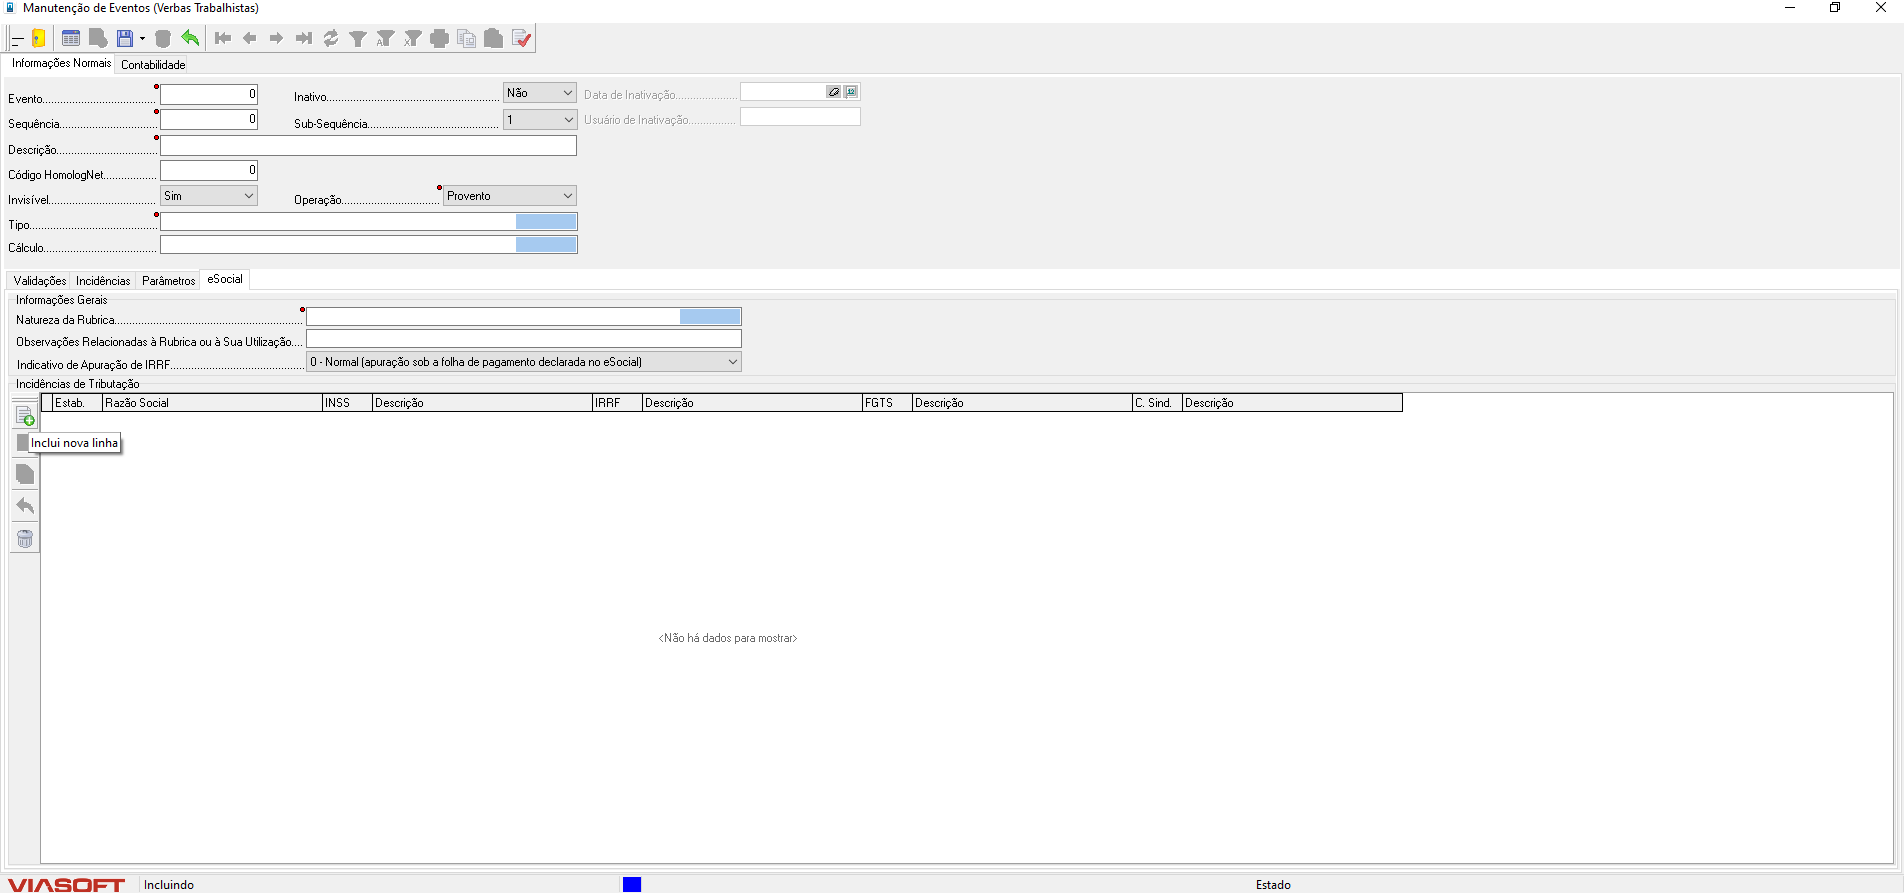 Manutenção de Eventos (Verbas Trabalhistas)
Informações Normais Contabilidade
Evento 0 Inativo Não Data de Inativação
Sequência 0 Sub-Sequência 1 Usuário de Inativação
Descrição
Código HomologNet 0
Invisível Sim Operação Provento
Tipo
Cálculo
Validações Incidências Parâmetros eSocial
Informações Gerais
Natureza da Rubrica
Observações Relacionadas à Rubrica ou à Sua Utilização
Indicativo de Apuração de IRRF 0 - Normal (apuração sob a folha de pagamento declarada no eSocial)
Incidências de Tributação
Estab. Razão Social INSS Descrição IRRF Descrição FGTS Descrição C. Sind. Descrição
Inclui nova linha
<Não há dados para mostrar>
VIASOFT Incluindo Estado